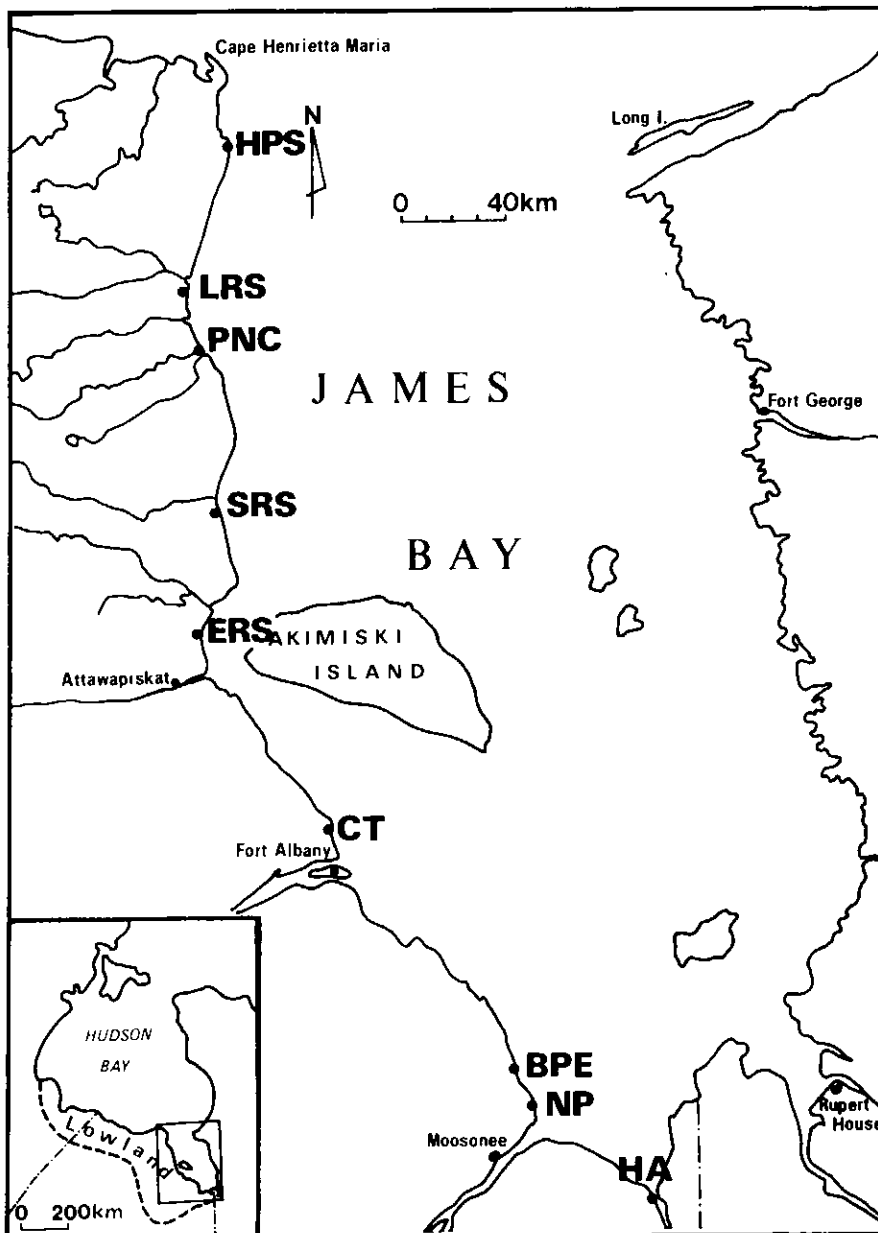 Cape Henrietta Maria
N
HPS
Long I.
0 40km
LRS
PNC
JAMES
Fort George
SRS
BAY
ERS
AKIMISKI
ISLAND
Attawapiskat
CT
Fort Albany
HUDSON
BAY
Lowland
0 200km
BPE
NP
Moosonee
HA
Rupert
House